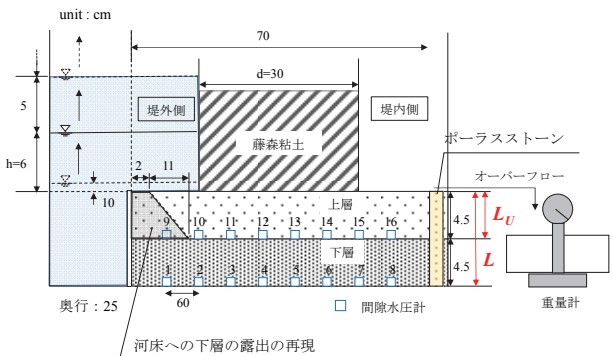 unit : cm
70
d=30
堤外側
堤内側
5
藤森粘土
ポーラスストーン
h=6
2
11
オーバーフロー
10
上層
9
10
11
12
13
14
15
16
4.5
L_U
下層
1
2
3
4
5
6
7
8
4.5
L
60
奥行：25
間隙水圧計
重量計
河床への下層の露出の再現